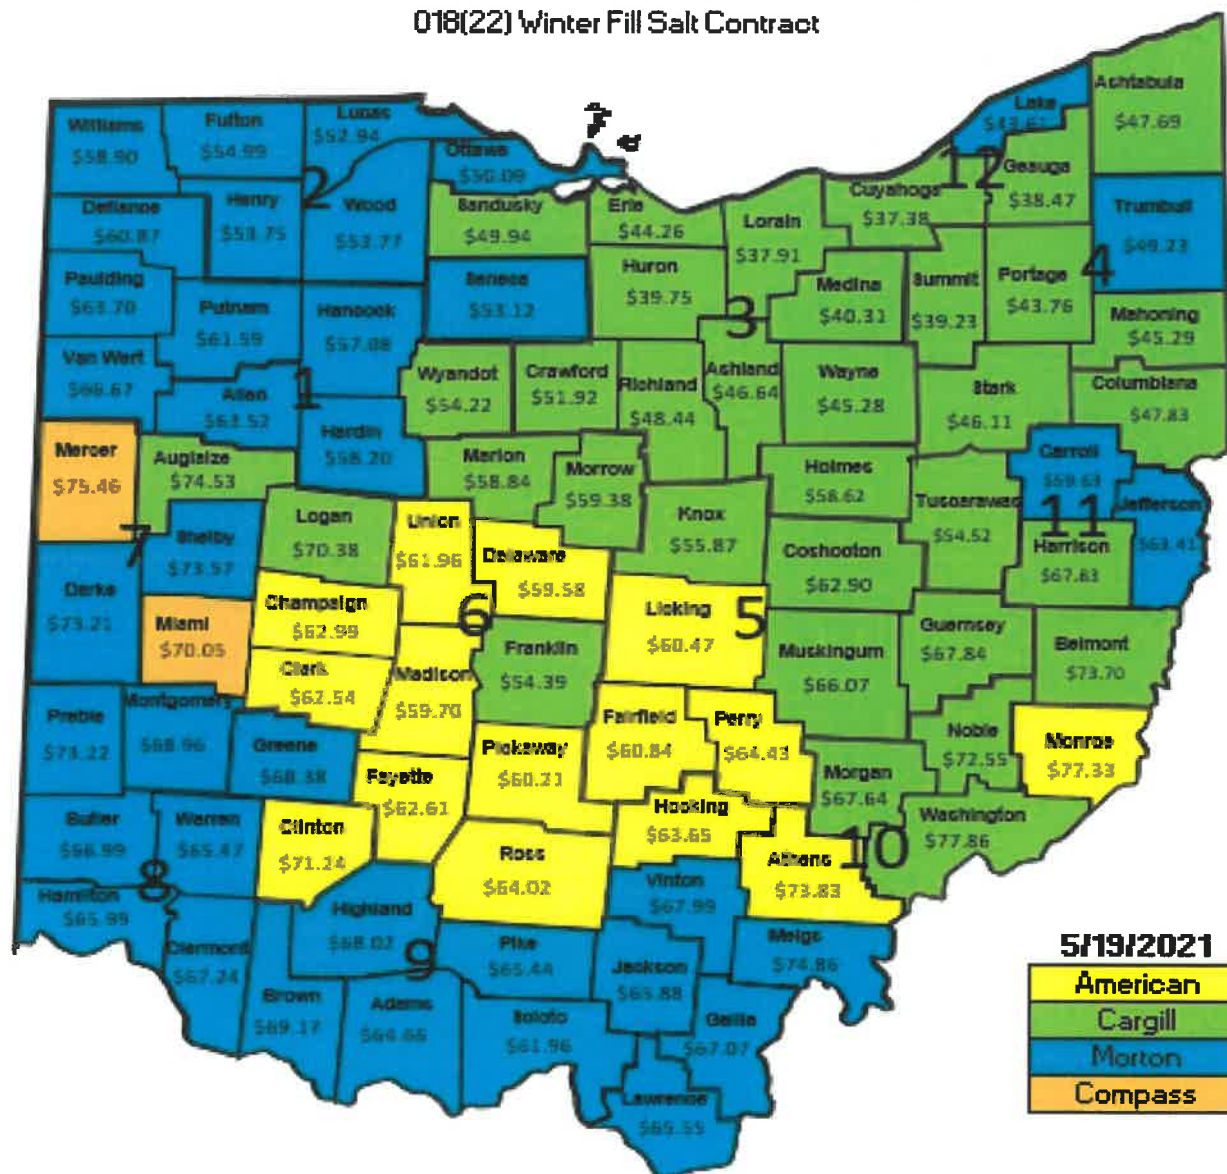 018(22) Winter Fill Salt Contract
Williams
$58.90
Fulton
$54.99
Lucas
$52.94
Ottawa
$50.09
Lake
Ashtabula
$47.69
Defiance
$60.87
Henry
$53.75
2
Wood
$53.77
Sandusky
$49.94
Erie
$44.26
Lorain
$37.91
Cuyahoga
$37.38
12
Geauga
$38.47
Trumbull
$49.23
Paulding
$63.70
Putnam
$61.59
Hancock
$57.08
Seneca
$53.12
Huron
$39.75
3
Medina
$40.31
Summit
$39.23
Portage
$43.76
4
Mahoning
$45.29
Van Wert
$66.67
Allen
$63.52
1
Hardin
$58.20
Wyandot
$54.22
Crawford
$51.92
Richland
$48.44
Ashland
$46.64
Wayne
$45.28
Stark
$46.11
Columbiana
$47.83
Mercer
$75.46
Auglaize
$74.53
Marion
$58.84
Morrow
$59.38
Holmes
$58.62
Carroll
$59.63
7
Shelby
$73.57
Logan
$70.38
Union
$61.96
Delaware
$59.58
Knox
$55.87
Coshocton
$62.90
Tuscarawas
$54.52
11
Harrison
$67.63
Jefferson
$63.41
Darke
$73.21
Miami
$70.05
Champaign
$62.99
6
Clark
$62.54
Madison
$59.70
Franklin
$54.39
Licking
$60.47
5
Muskingum
$66.07
Guernsey
$67.84
Belmont
$73.70
Preble
$73.22
Montgomery
$68.96
Greene
$68.38
Fayette
$62.61
Pickaway
$60.21
Fairfield
$60.84
Perry
$64.43
Morgan
$67.64
Noble
$72.55
Monroe
$77.33
Butler
$66.99
Warren
$65.47
Clinton
$71.24
Ross
$64.02
Hocking
$63.65
Athens
$73.83
10
Washington
$77.86
8
Hamilton
$65.99
Clermont
$67.24
Highland
$68.02
9
Pike
$65.44
Vinton
$67.99
Meigs
$74.86
Brown
$69.17
Adams
$64.66
Scioto
$61.96
Jackson
$65.88
Gallia
$67.07
Lawrence
$65.55
5/19/2021
American
Cargill
Morton
Compass